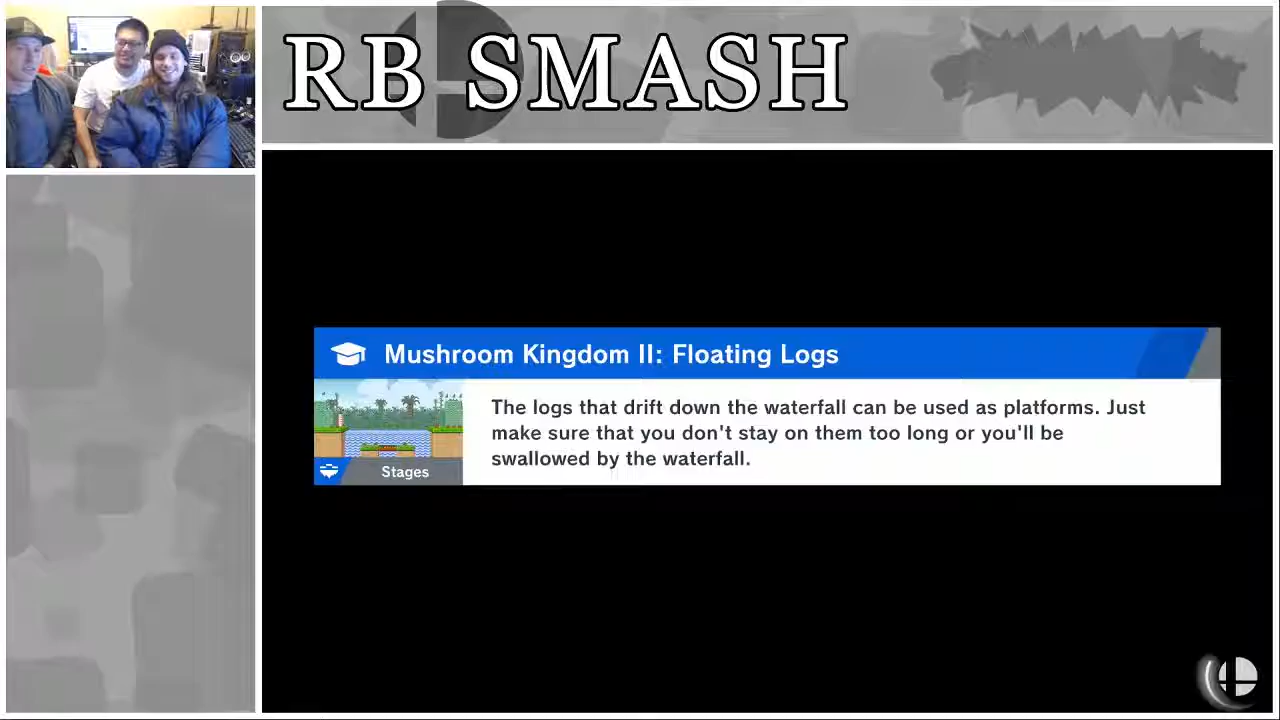 RB SMASH
Mushroom Kingdom II: Floating Logs
The logs that drift down the waterfall can be used as platforms. Just
make sure that you don't stay on them too long or you'll be
swallowed by the waterfall.
Stages